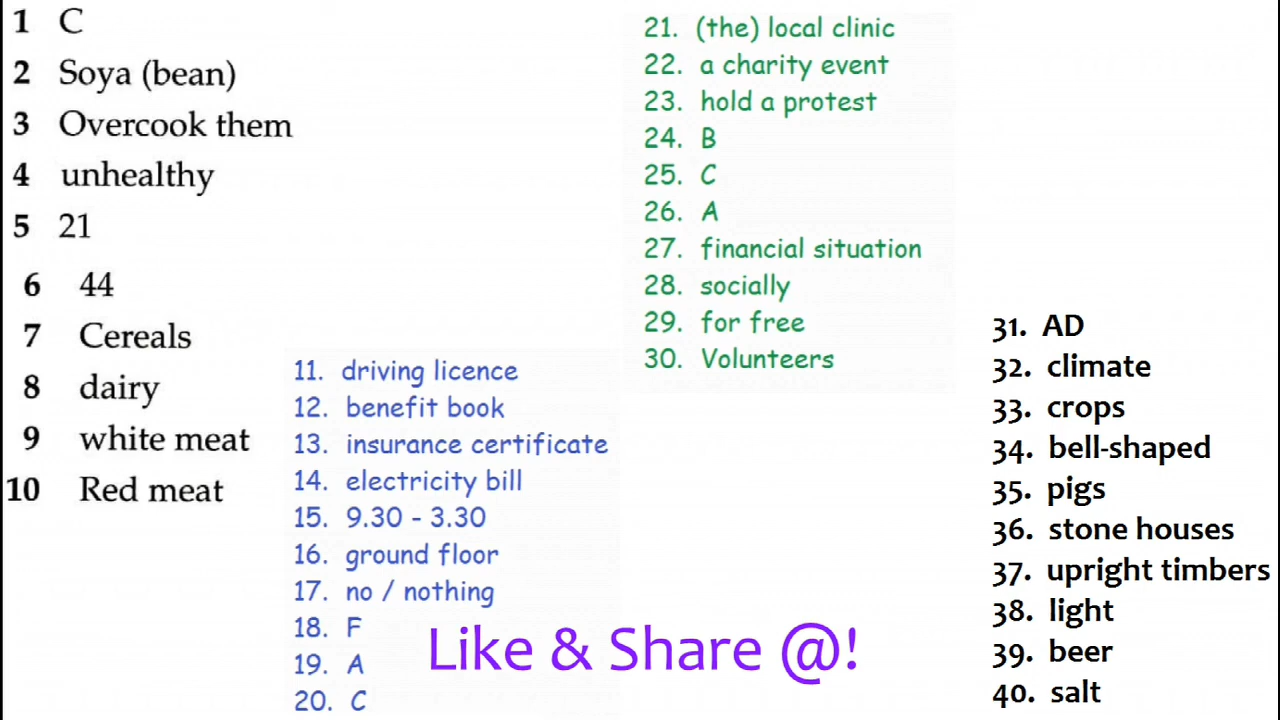 1 C
2 Soya (bean)
3 Overcook them
4 unhealthy
5 21
6 44
7 Cereals
8 dairy
9 white meat
10 Red meat
11. driving licence
12. benefit book
13. insurance certificate
14. electricity bill
15. 9.30 - 3.30
16. ground floor
17. no / nothing
18. F
19. A
20. C
21. (the) local clinic
22. a charity event
23. hold a protest
24. B
25. C
26. A
27. financial situation
28. socially
29. for free
30. Volunteers
31. AD
32. climate
33. crops
34. bell-shaped
35. pigs
36. stone houses
37. upright timbers
38. light
39. beer
40. salt
Like & Share @!